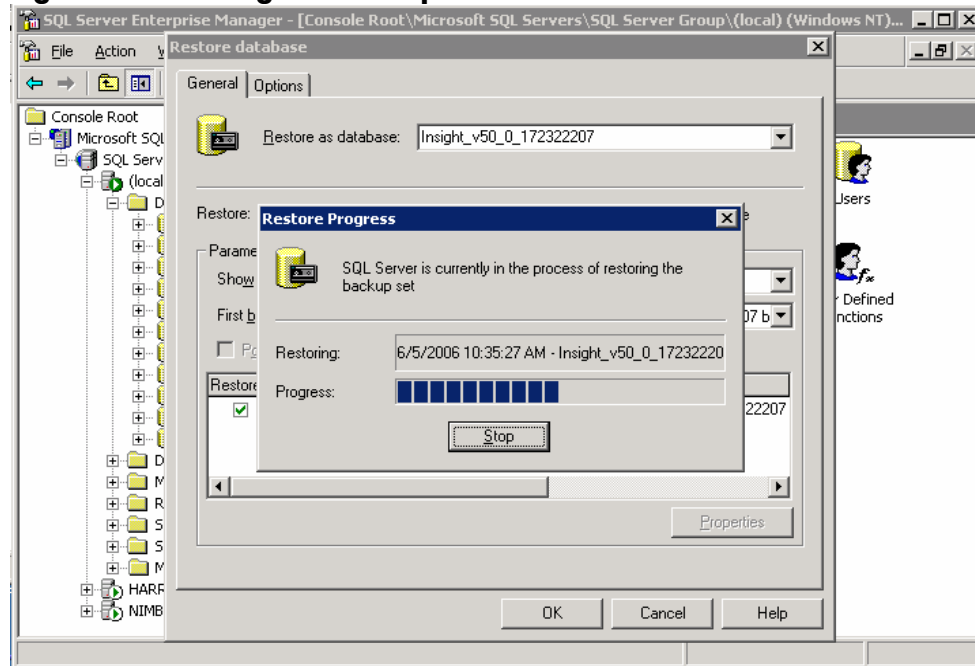 SQL Server Enterprise Manager - [Console Root\Microsoft SQL Servers\SQL Server Group\(local) (Windows NT)...
File Action
Restore database
General Options
Console Root
Microsoft SQL
SQL Serv
(local
D
D
M
R
S
S
M
HARR
NIMB
Restore as database: Insight_v50_0_172322207
Restore:
Parame
Show
First b
07 b
Restore
22207
Restore Progress
SQL Server is currently in the process of restoring the
backup set
Restoring: 6/5/2006 10:35:27 AM - Insight_v50_0_17232220
Progress:
Stop
Properties
OK Cancel Help
Users
Defined
nctions